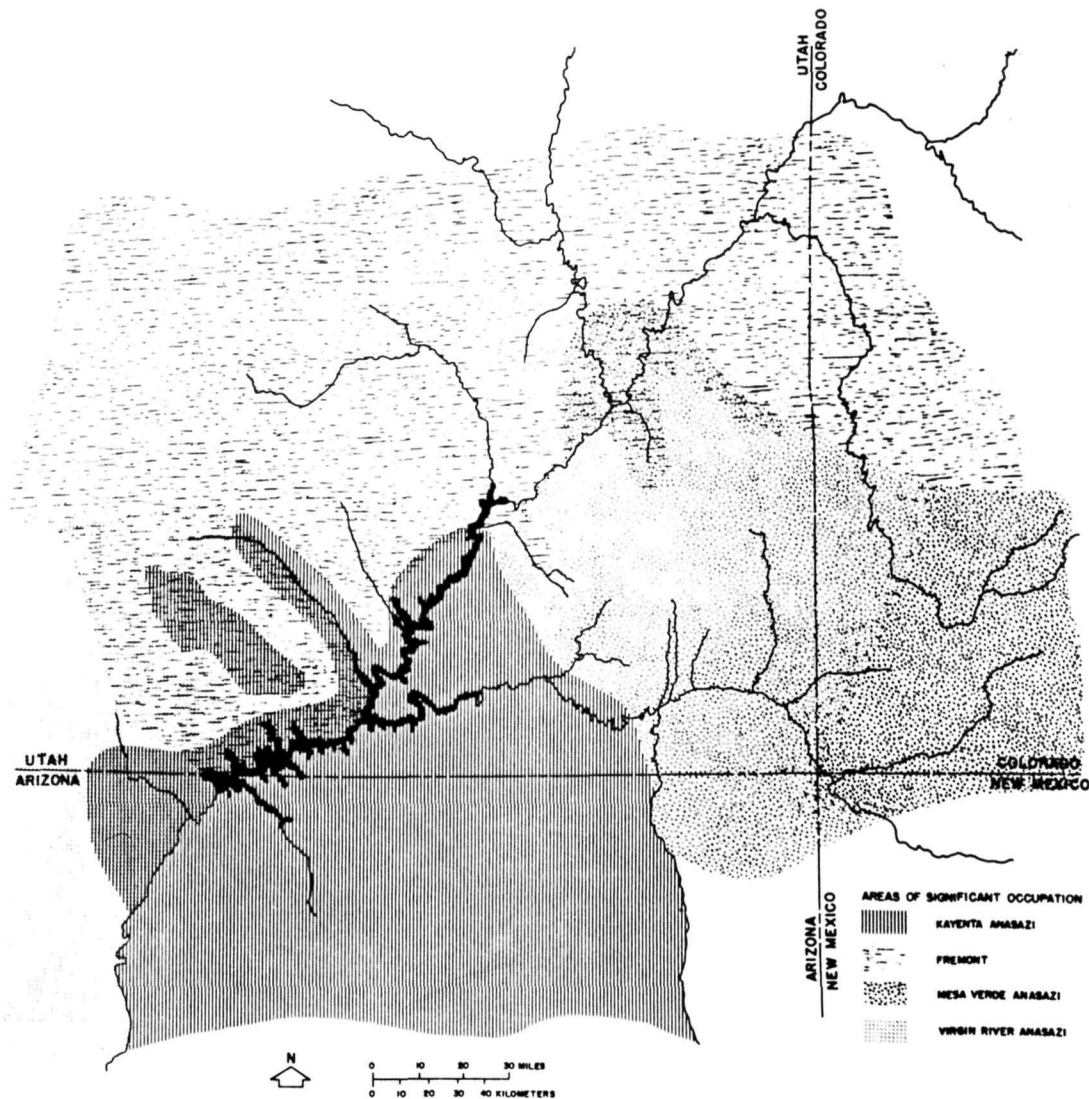 UTAH
COLORADO
UTAH
ARIZONA
COLORADO
NEW MEXICO
ARIZONA
NEW MEXICO
AREAS OF SIGNIFICANT OCCUPATION
KAYENTA ANASAZI
FREMONT
MESA VERDE ANASAZI
VIRGIN RIVER ANASAZI
N
0 10 20 30 MILES
0 10 20 30 40 KILOMETERS